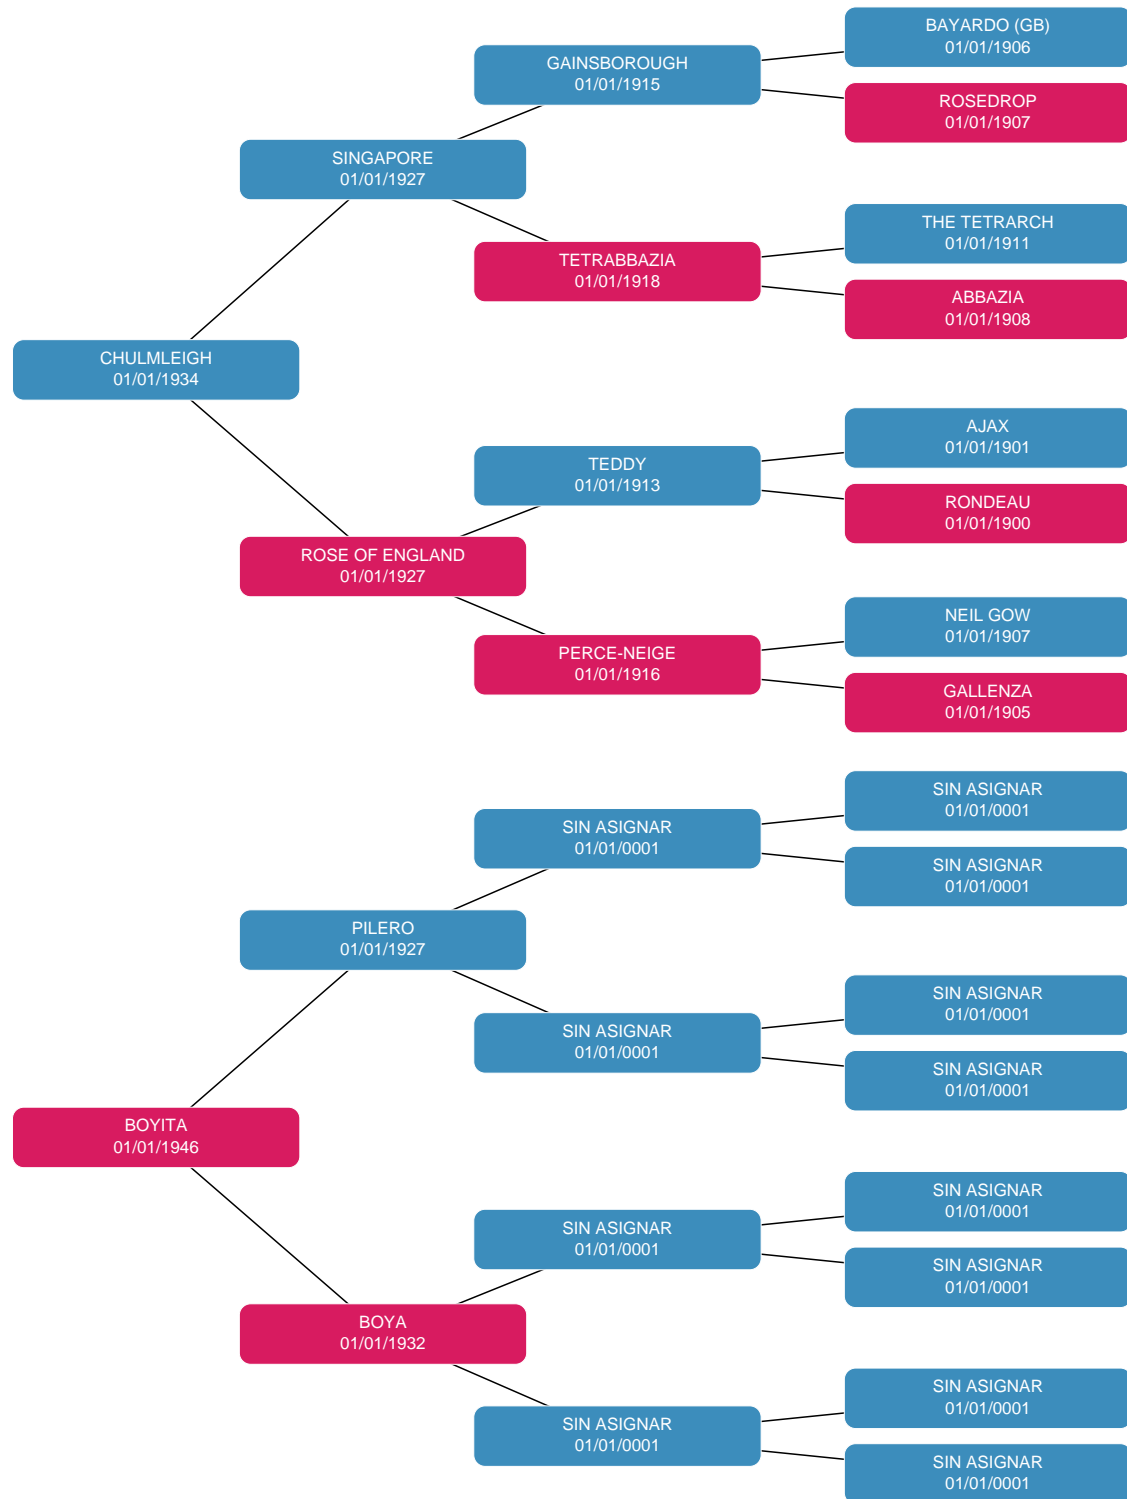 BAYARDO (GB)
01/01/1906
GAINSBOROUGH
01/01/1915
ROSEDROP
01/01/1907
SINGAPORE
01/01/1927
THE TETRARCH
01/01/1911
TETRABBAZIA
01/01/1918
ABBAZIA
01/01/1908
CHULMLEIGH
01/01/1934
AJAX
01/01/1901
TEDDY
01/01/1913
RONDEAU
01/01/1900
ROSE OF ENGLAND
01/01/1927
NEIL GOW
01/01/1907
PERCE-NEIGE
01/01/1916
GALLENZA
01/01/1905
SIN ASIGNAR
01/01/0001
SIN ASIGNAR
01/01/0001
SIN ASIGNAR
01/01/0001
PILERO
01/01/1927
SIN ASIGNAR
01/01/0001
SIN ASIGNAR
01/01/0001
SIN ASIGNAR
01/01/0001
BOYITA
01/01/1946
SIN ASIGNAR
01/01/0001
SIN ASIGNAR
01/01/0001
SIN ASIGNAR
01/01/0001
BOYA
01/01/1932
SIN ASIGNAR
01/01/0001
SIN ASIGNAR
01/01/0001
SIN ASIGNAR
01/01/0001